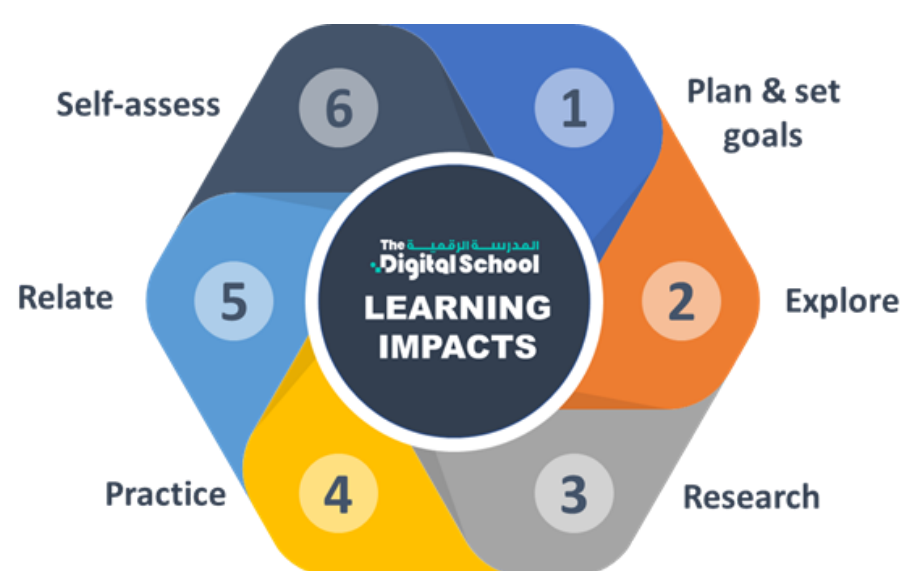 المدرسة الرقمية
The
Digital School
LEARNING
IMPACTS
1
Plan & set
goals
2
Explore
3
Research
4
Practice
5
Relate
6
Self-assess